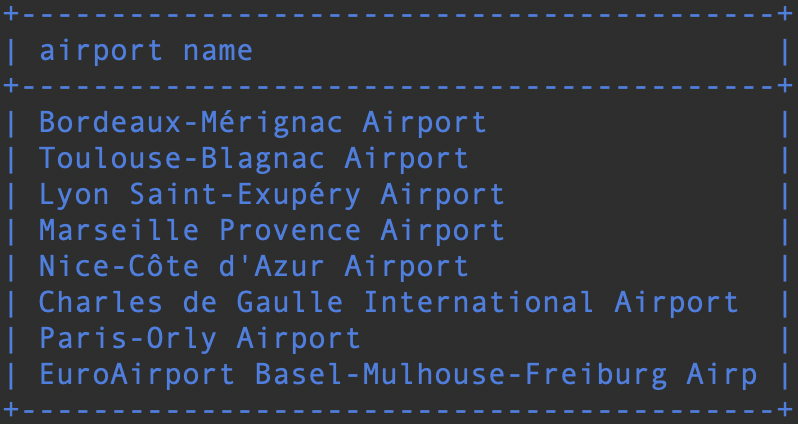 airport name
Bordeaux-Mérignac Airport
Toulouse-Blagnac Airport
Lyon Saint-Exupéry Airport
Marseille Provence Airport
Nice-Côte d'Azur Airport
Charles de Gaulle International Airport
Paris-Orly Airport
EuroAirport Basel-Mulhouse-Freiburg Airp